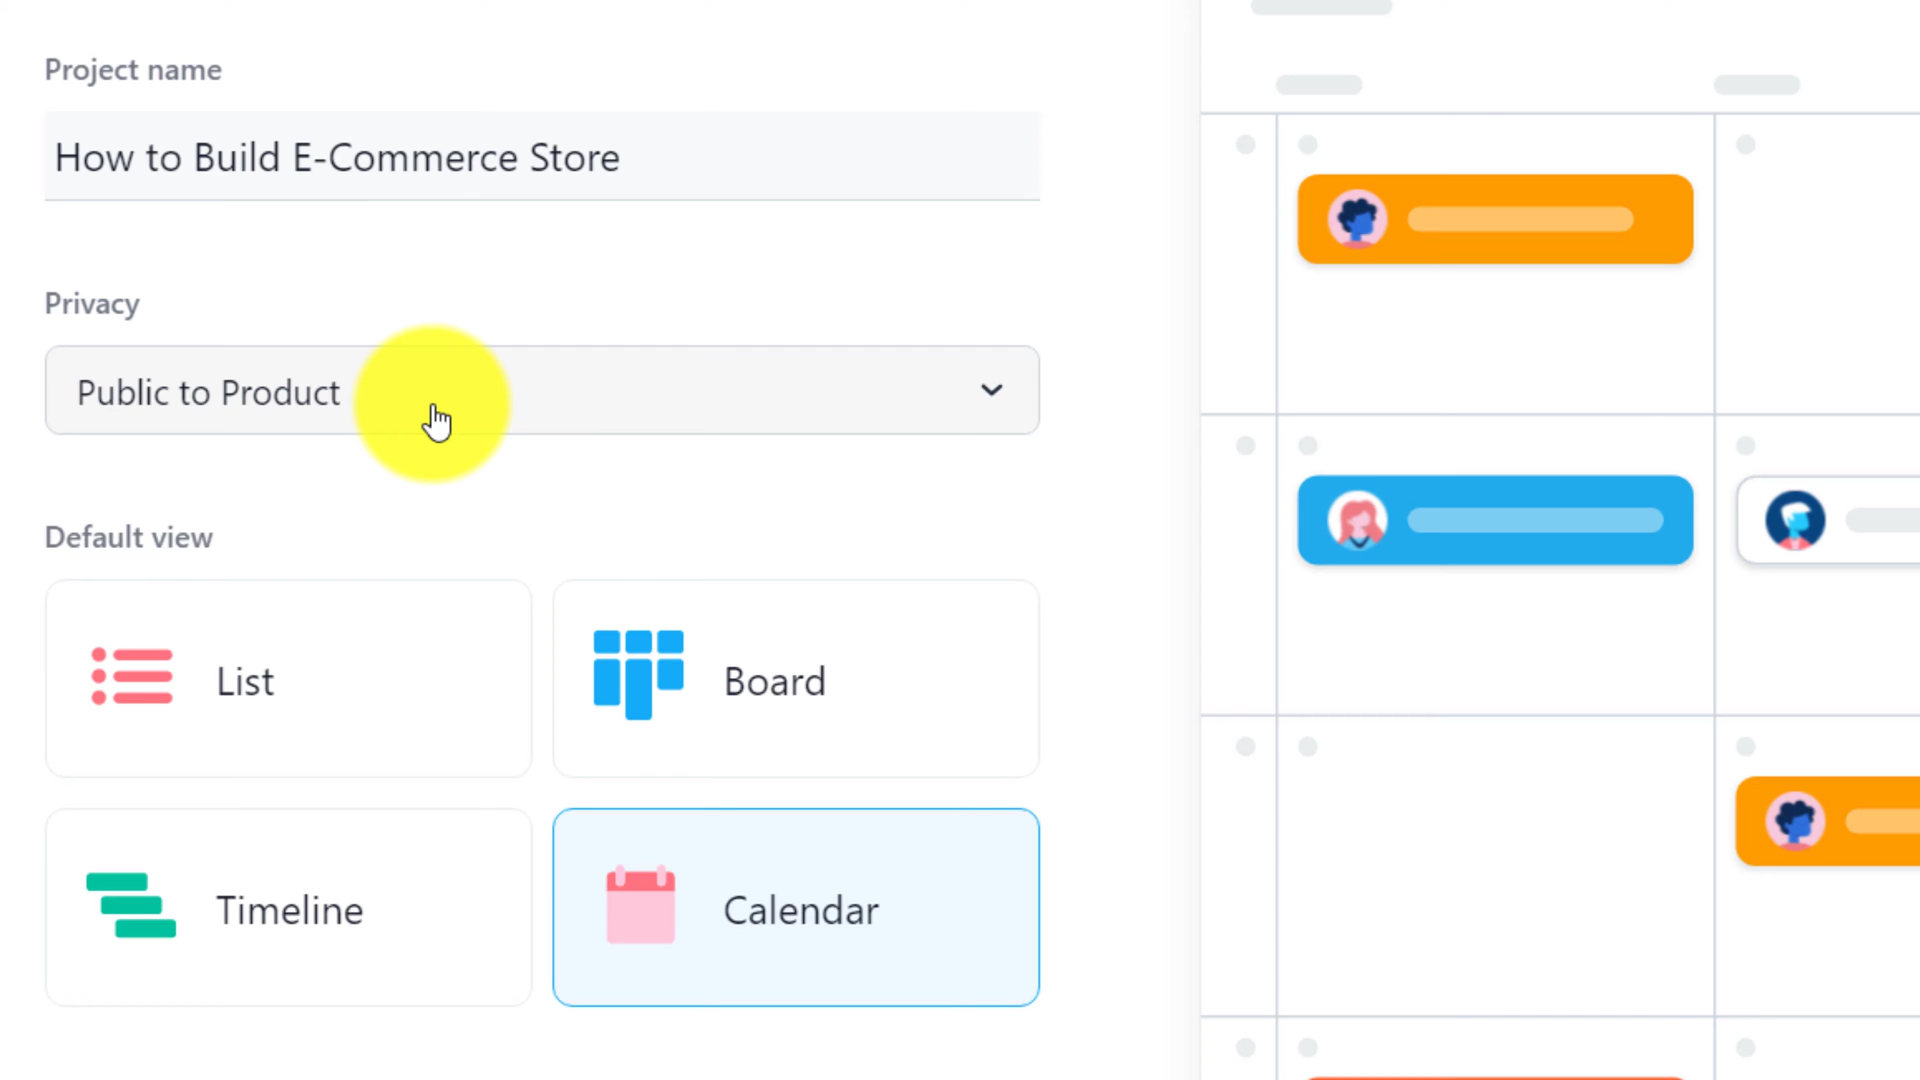 Project name
How to Build E-Commerce Store
Privacy
Public to Product
Default view
List
Board
Timeline
Calendar